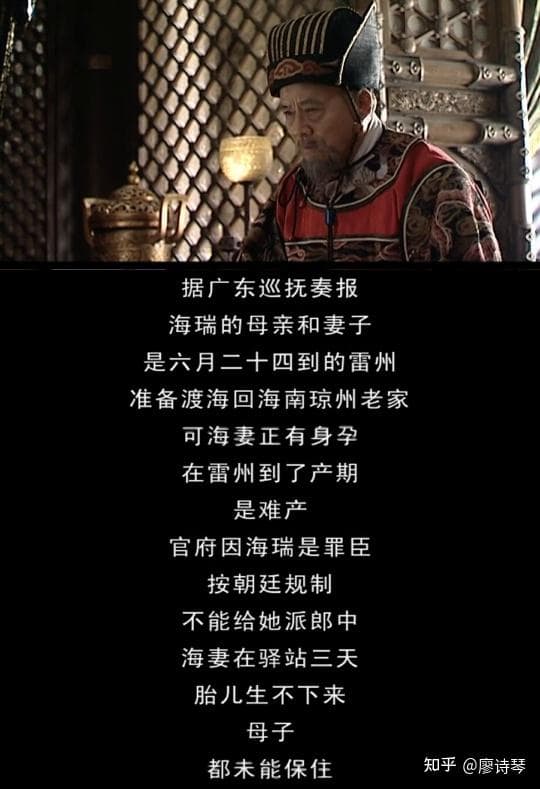 据广东巡抚奏报
海瑞的母亲和妻子
是六月二十四到的雷州
准备渡海回海南琼州老家
可海妻正有身孕
在雷州到了产期
是难产
官府因海瑞是罪臣
按朝廷规制
不能给她派郎中
海妻在驿站三天
胎儿生不下来
母子
都未能保住
知乎 @廖诗琴